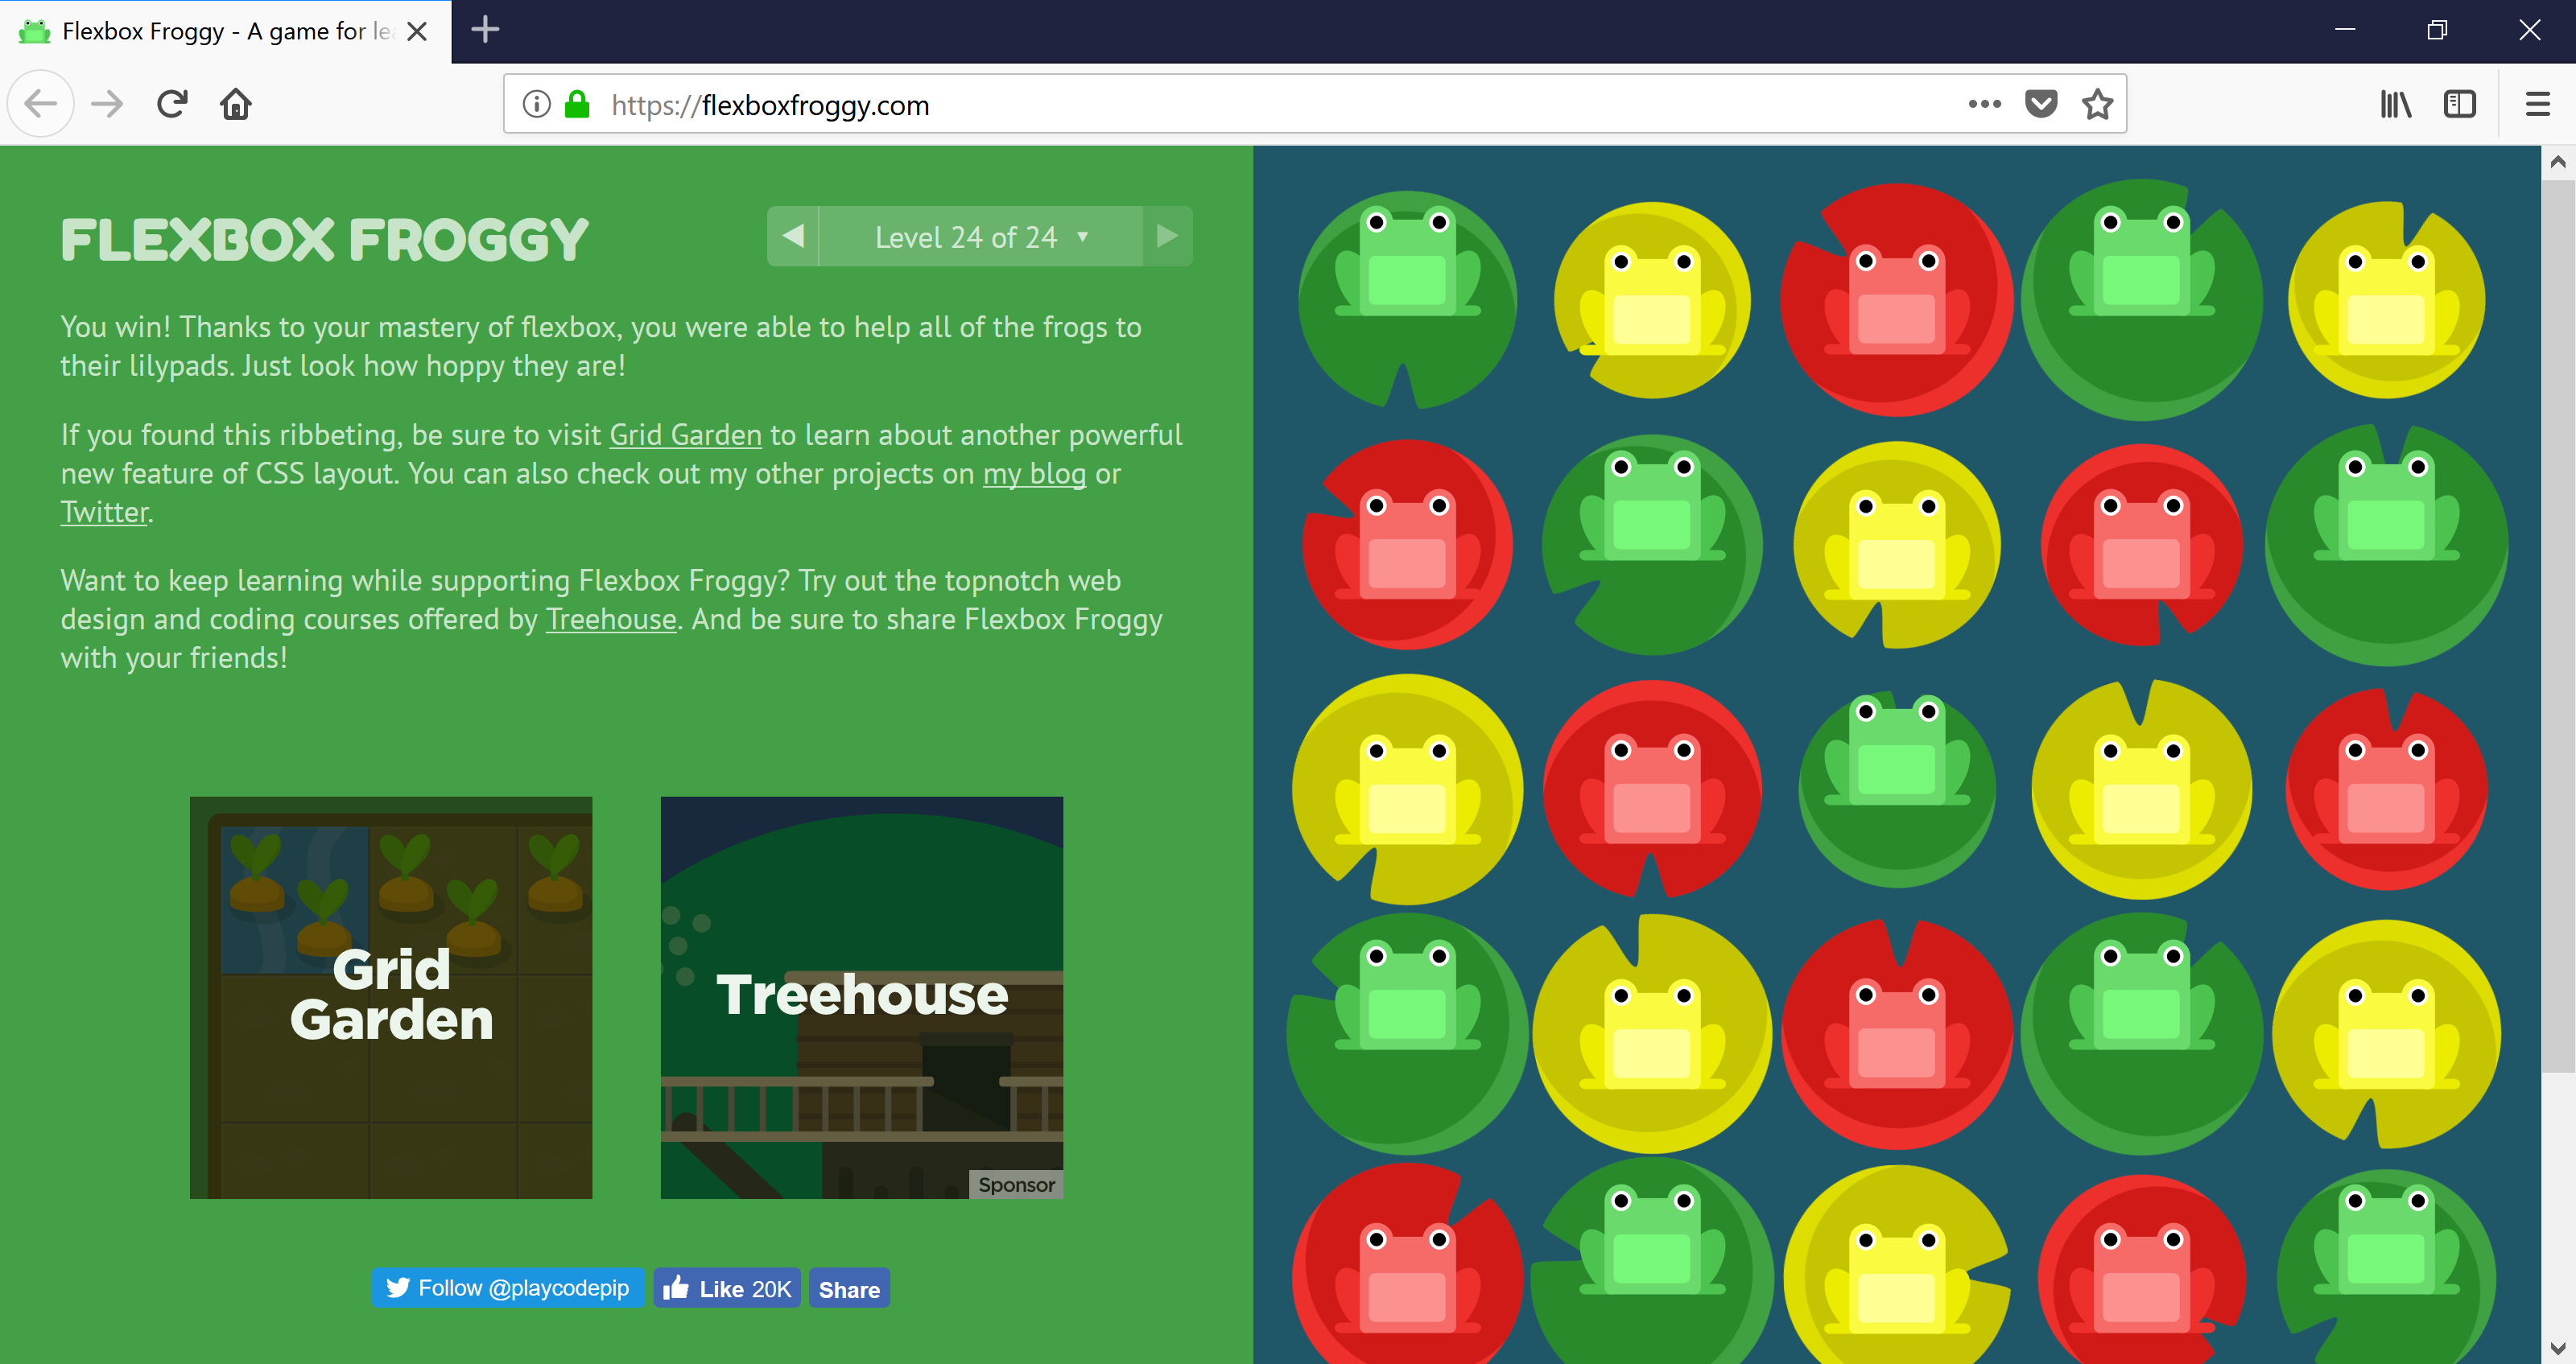 Flexbox Froggy - A game for lea
https://flexboxfroggy.com
FLEXBOX FROGGY
Level 24 of 24
You win! Thanks to your mastery of flexbox, you were able to help all of the frogs to
their lilypads. Just look how hoppy they are!
If you found this ribbeting, be sure to visit Grid Garden to learn about another powerful
new feature of CSS layout. You can also check out my other projects on my blog or
Twitter.
Want to keep learning while supporting Flexbox Froggy? Try out the topnotch web
design and coding courses offered by Treehouse. And be sure to share Flexbox Froggy
with your friends!
Grid
Garden
Treehouse
Sponsor
Follow @playcodepip
Like 20K
Share